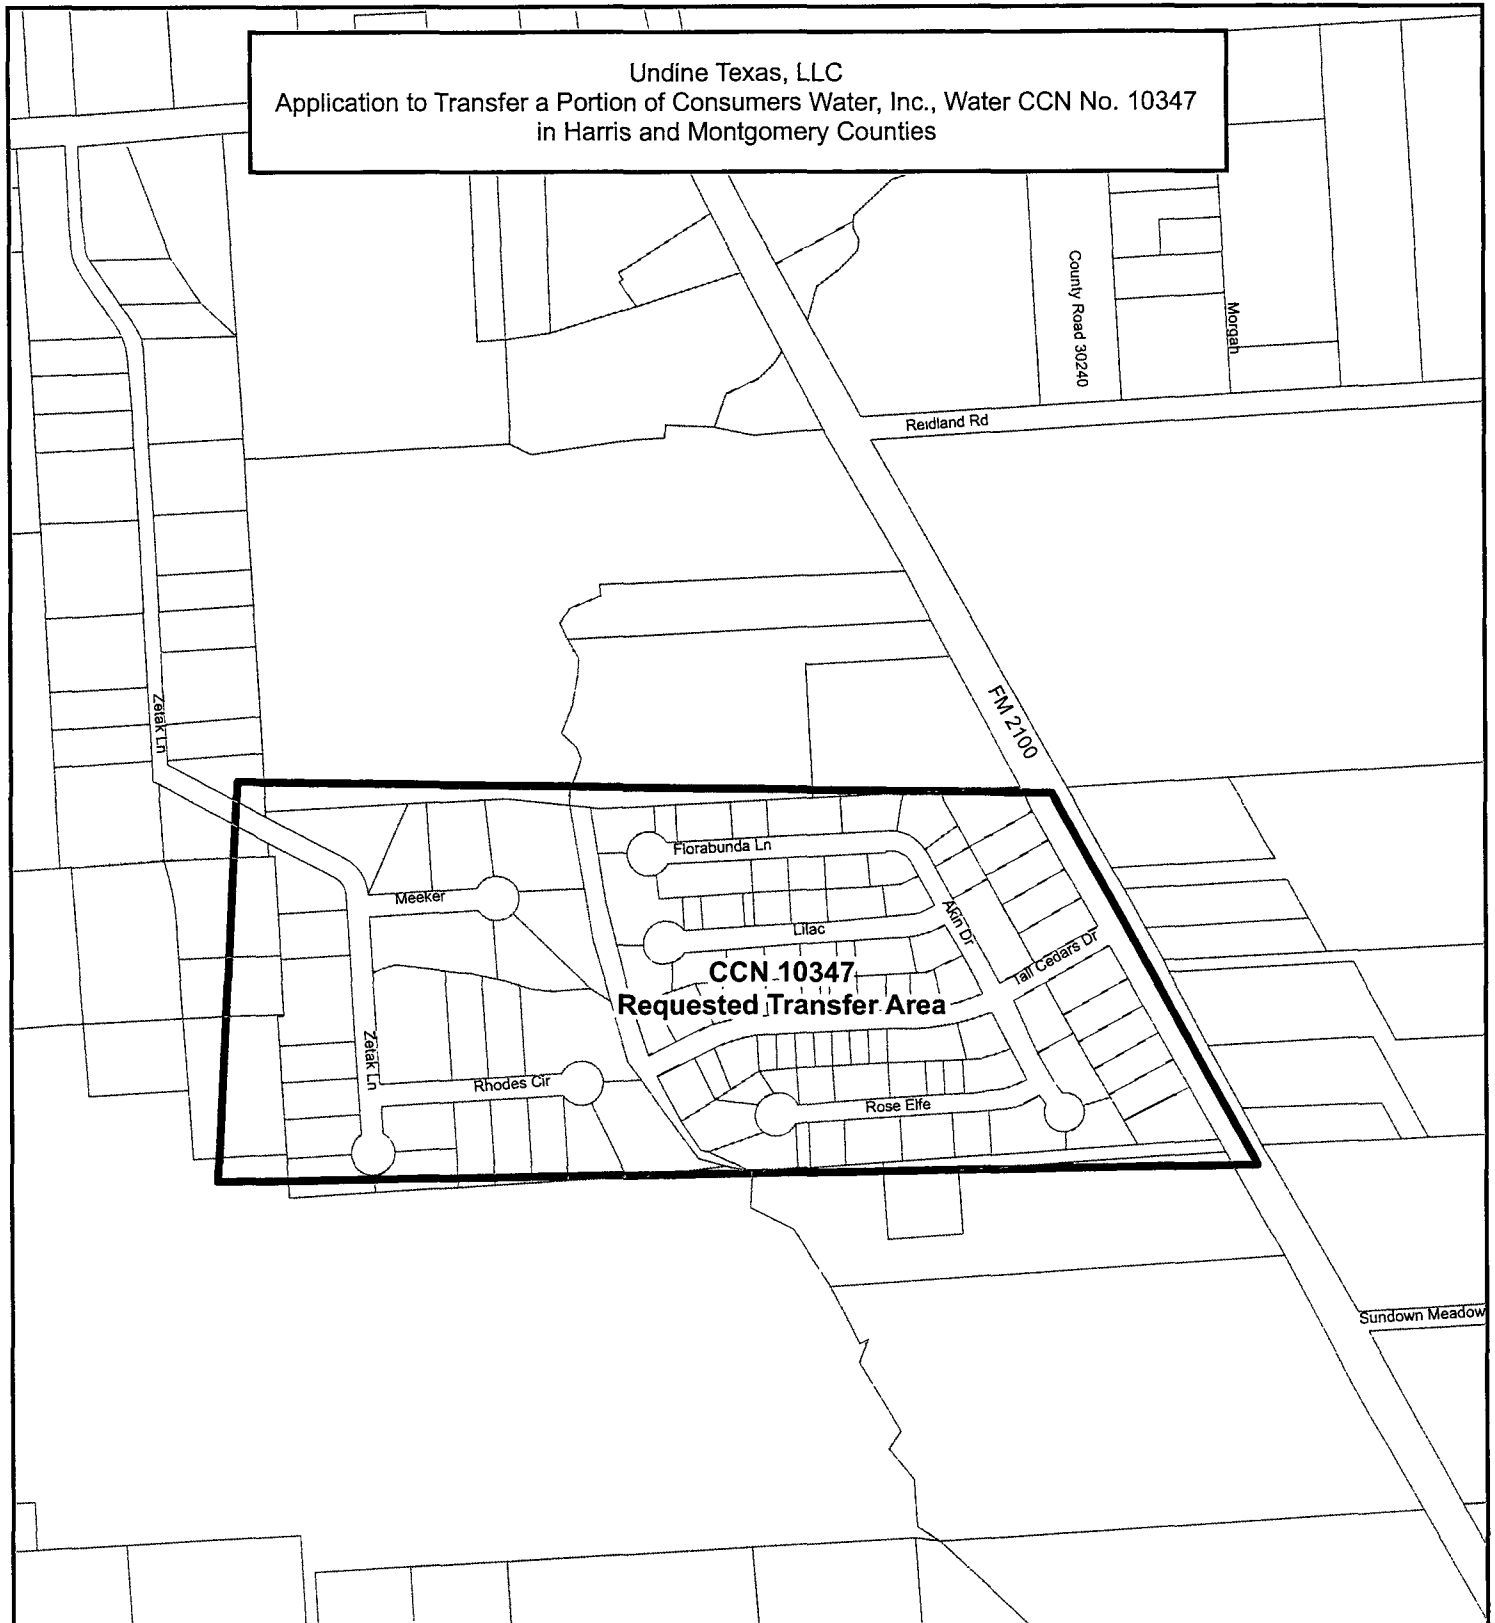 Undine Texas, LLC
Application to Transfer a Portion of Consumers Water, Inc., Water CCN No. 10347
in Harris and Montgomery Counties
County Road 30240
Morgan
Reidland Rd
FM 2100
Zetak Ln
Florabunda Ln
Meeker
Akin Dr
Lilac
Tall Cedars Dr
CCN 10347
Requested Transfer Area
Zetak Ln
Rhodes Cir
Rose Elfe
Sundown Meadow